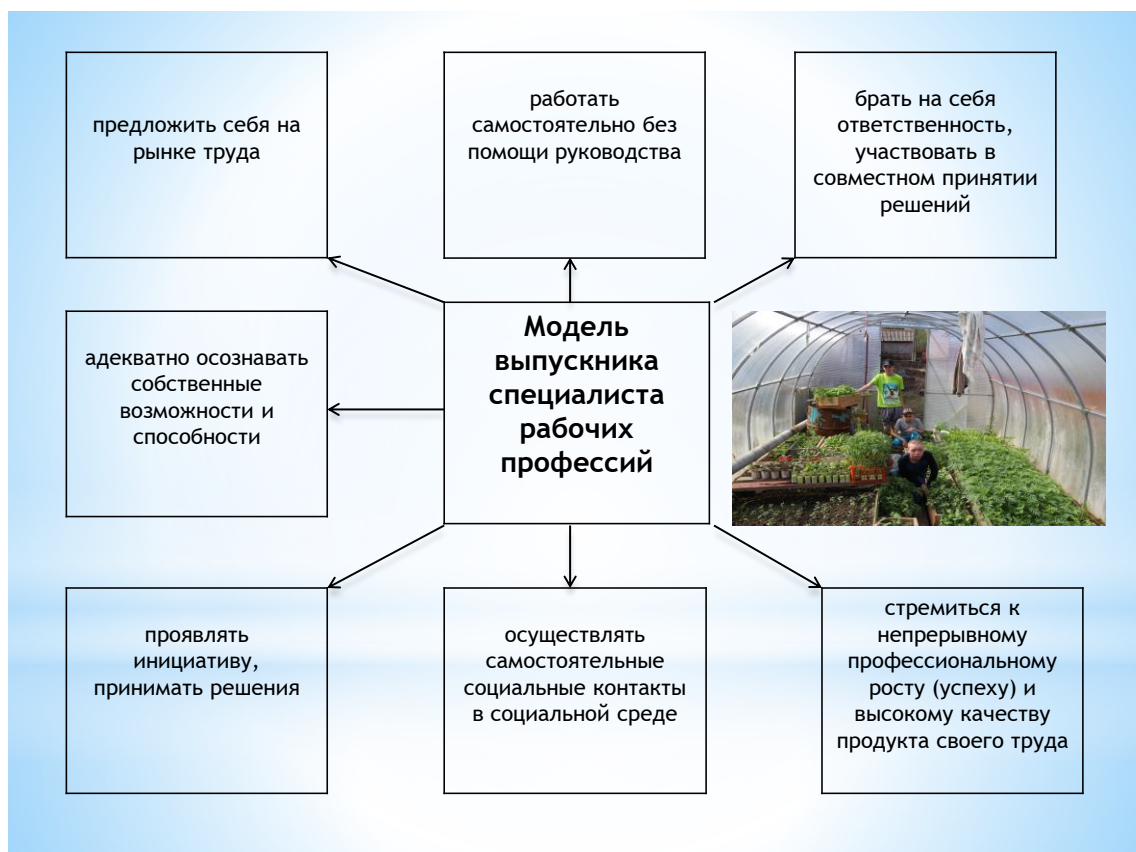 предложить себя на
рынке труда
работать
самостоятельно без
помощи руководства
брать на себя
ответственность,
участвовать в
совместном принятии
решений
адекватно осознавать
собственные
возможности и
способности
Модель
выпускника
специалиста
рабочих
профессий
проявлять
инициативу,
принимать решения
осуществлять
самостоятельные
социальные контакты
в социальной среде
стремиться к
непрерывному
профессиональному
росту (успеху) и
высокому качеству
продукта своего труда